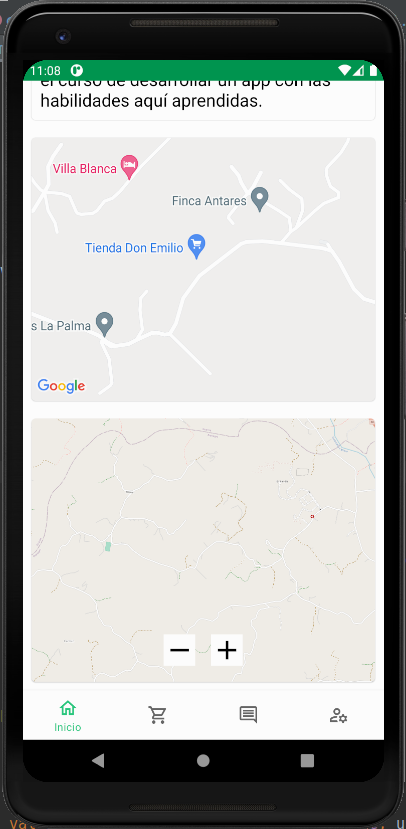 11:08
el curso de desarrollar un app con las
habilidades aquí aprendidas.
Villa Blanca
Finca Antares
Tienda Don Emilio
s La Palma
Google
Inicio